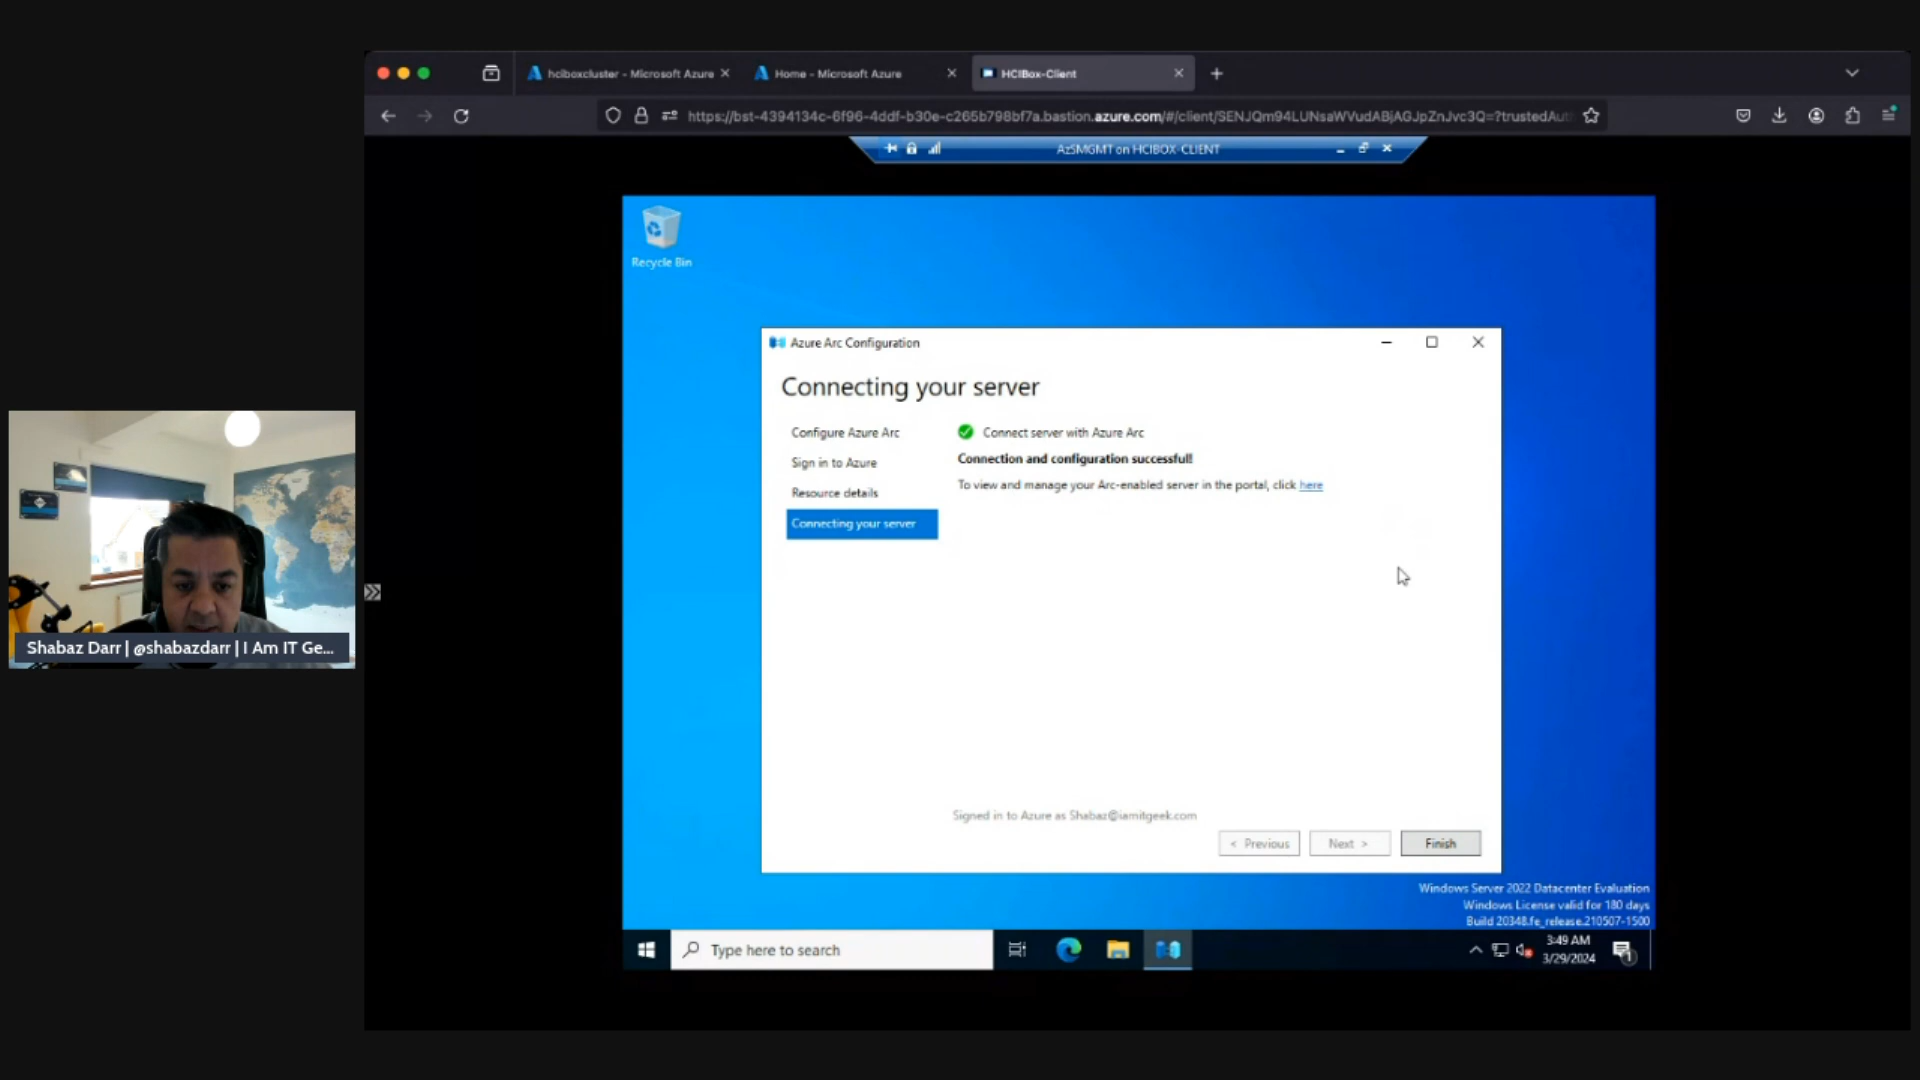 hciboxcluster - Microsoft Azure
Home - Microsoft Azure
HCIBox-Client
https://bst-4394134c-6f96-4ddf-b30e-c265b798bf7a.bastion.azure.com/#/client/SENJQm94LUNsaWVudABjAGJpZnJvc3Q=?trustedAut
AzSMGMT on HCIBOX-CLIENT
Recycle Bin
Azure Arc Configuration
Connecting your server
Configure Azure Arc
Connect server with Azure Arc
Connection and configuration successful!
Sign in to Azure
To view and manage your Arc-enabled server in the portal, click here
Resource details
Connecting your server
Shabaz Darr | @shabazdarr | I Am IT Ge...
Signed in to Azure as Shabaz@iamitgeek.com
< Previous
Next >
Finish
Windows Server 2022 Datacenter Evaluation
Windows License valid for 180 days
Build 20348.fe_release.210507-1500
Type here to search
3:49 AM
3/29/2024
1